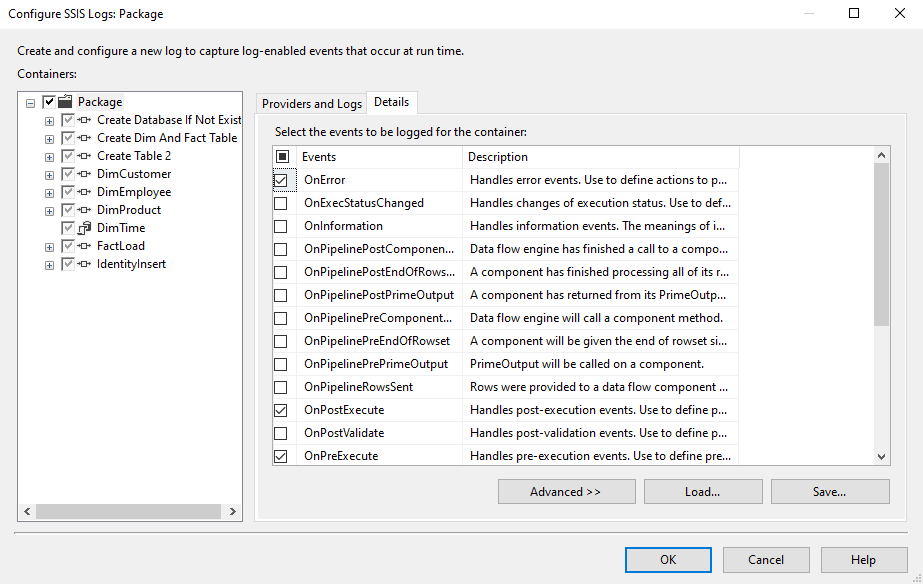 Configure SSIS Logs: Package
Create and configure a new log to capture log-enabled events that occur at run time.
Containers:
Package
Create Database If Not Exist
Create Dim And Fact Table
Create Table 2
DimCustomer
DimEmployee
DimProduct
DimTime
FactLoad
IdentityInsert
Providers and Logs Details
Select the events to be logged for the container:
Events Description
OnError Handles error events. Use to define actions to p...
OnExecStatusChanged Handles changes of execution status. Use to def...
OnInformation Handles information events. The meanings of i...
OnPipelinePostComponen... Data flow engine has finished a call to a compo...
OnPipelinePostEndOfRows... A component has finished processing all of its r...
OnPipelinePostPrimeOutput A component has returned from its PrimeOutp...
OnPipelinePreComponent... Data flow engine will call a component method.
OnPipelinePreEndOfRowset A component will be given the end of rowset si...
OnPipelinePrePrimeOutput PrimeOutput will be called on a component.
OnPipelineRowsSent Rows were provided to a data flow component ...
OnPostExecute Handles post-execution events. Use to define p...
OnPostValidate Handles post-validation events. Use to define p...
OnPreExecute Handles pre-execution events. Use to define pre...
Advanced >> Load... Save...
OK Cancel Help